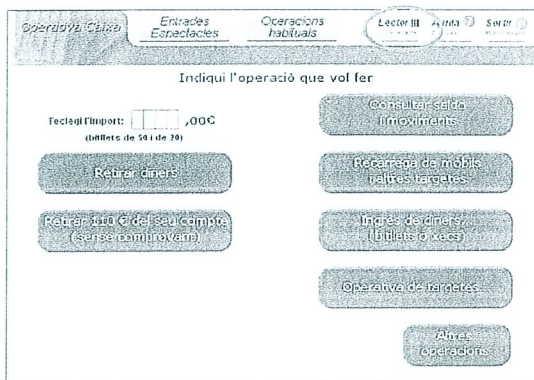 Operativa Caixa
Entrades
Espectacles
Operacions
habituals
Lector
Ajuda
Sortir
Indiqui l'operació que vol fer
Teclegi l'import: ,00€
(bitllets de 50 i de 20)
Retirar diners
Retirar 110 € del seu compte
(sense comprovant)
Consultar saldo
i moviments
Recàrrega de mòbils
i altres targetes
Ingrés de diners
(Bitllets o xecs)
Operativa de targetes
Altres
operacions